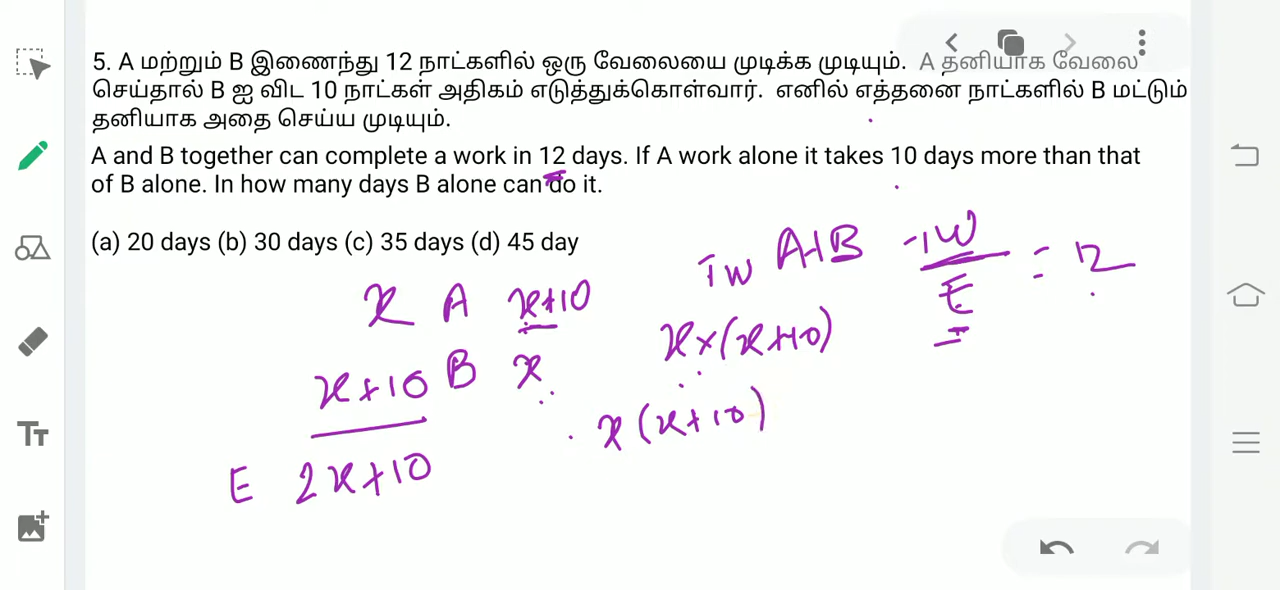 5. A மற்றும் B இணைந்து 12 நாட்களில் ஒரு வேலையை முடிக்க முடியும். A தனியாக வேலை
செய்தால் B ஐ விட 10 நாட்கள் அதிகம் எடுத்துக்கொள்வார். எனில் எத்தனை நாட்களில் B மட்டும்
தனியாக அதை செய்ய முடியும்.
A and B together can complete a work in 12 days. If A work alone it takes 10 days more than that
of B alone. In how many days B alone can do it.
(a) 20 days (b) 30 days (c) 35 days (d) 45 day
x A x+10
x+10 B x
E 2x+10
Tw A+B
x×(x+10)
x(x+10)
TW/E = 12
TT